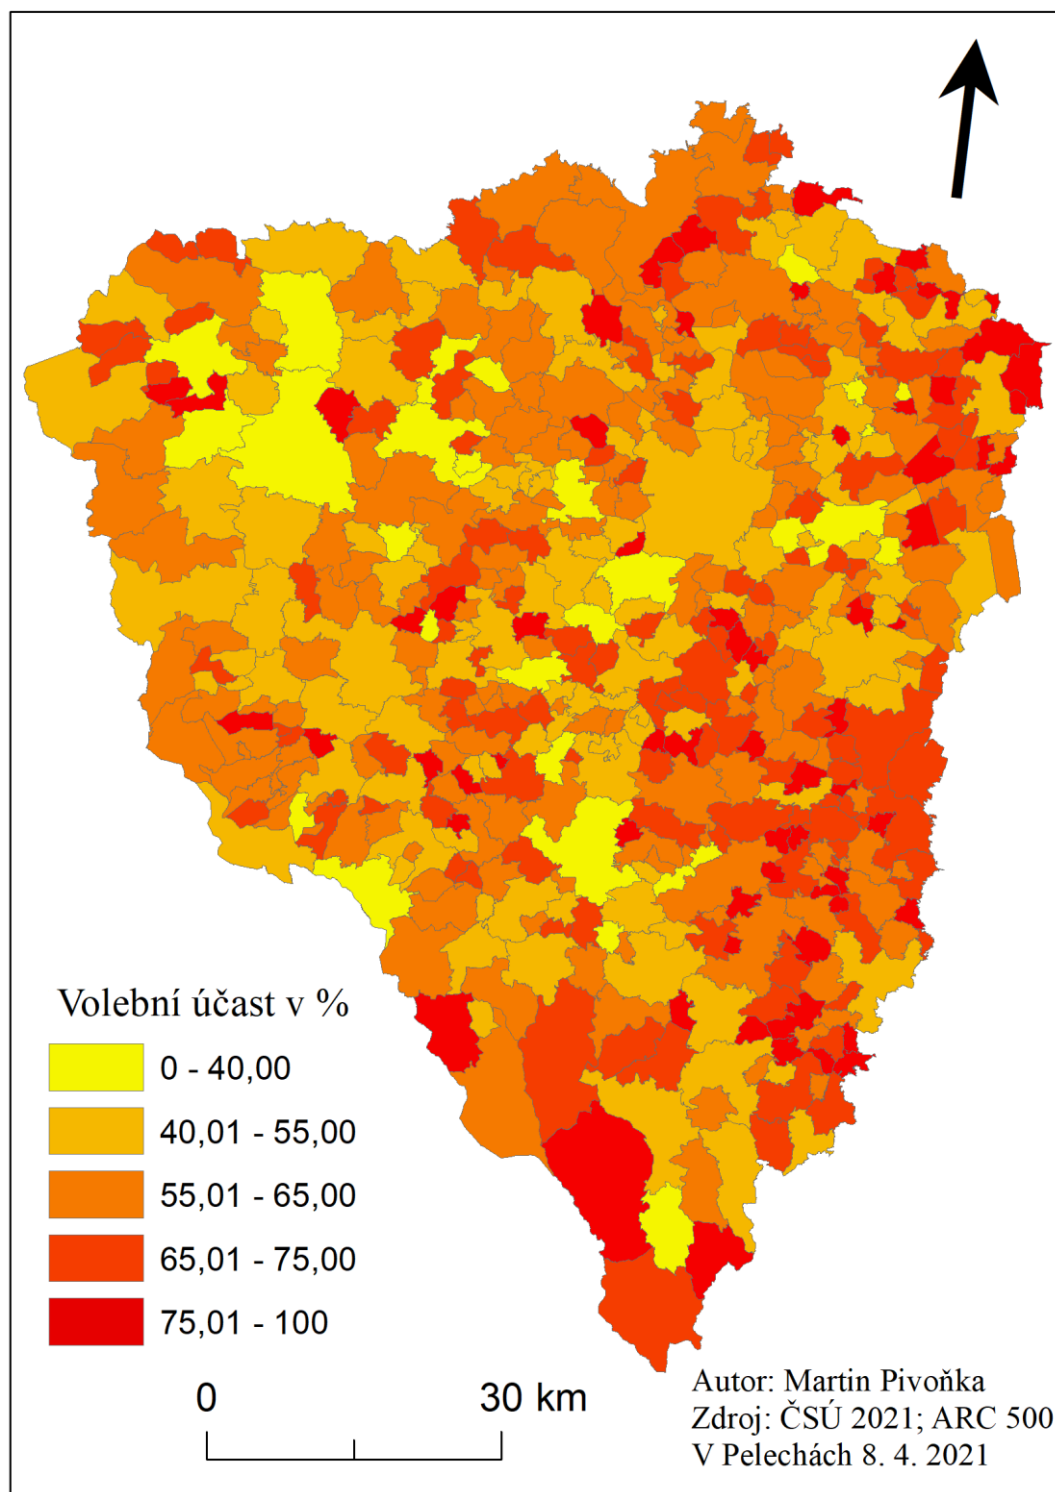 Volební účast v %
0 - 40,00
40,01 - 55,00
55,01 - 65,00
65,01 - 75,00
75,01 - 100
0 30 km
Autor: Martin Pivoňka
Zdroj: ČSÚ 2021; ARC 500
V Pelechách 8. 4. 2021